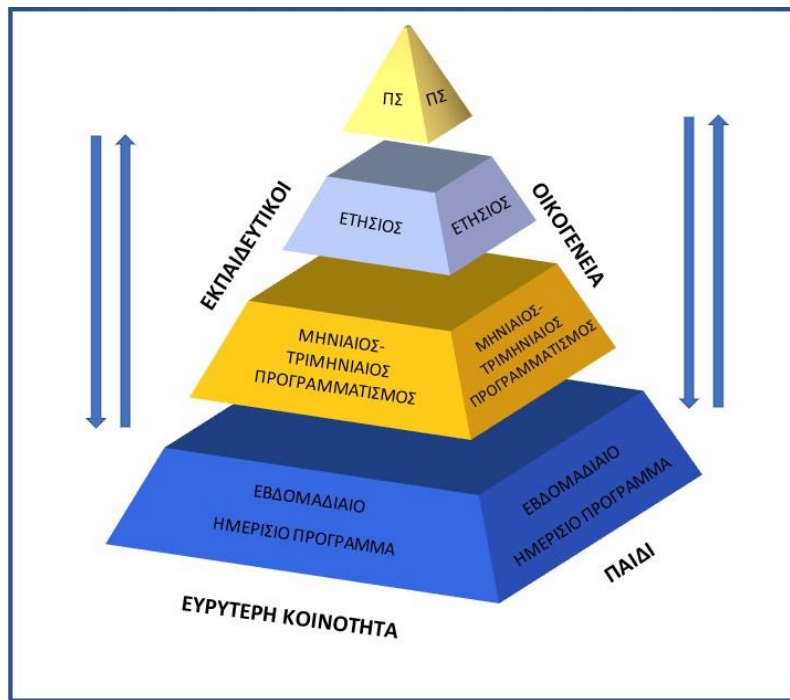 ΠΣ
ΠΣ
ΕΤΗΣΙΟΣ
ΕΤΗΣΙΟΣ
ΕΚΠΑΙΔΕΥΤΙΚΟΙ
ΟΙΚΟΓΕΝΕΙΑ
ΜΗΝΙΑΙΟΣ-
ΤΡΙΜΗΝΙΑΙΟΣ
ΠΡΟΓΡΑΜΜΑΤΙΣΜΟΣ
ΜΗΝΙΑΙΟΣ-
ΤΡΙΜΗΝΙΑΙΟΣ
ΠΡΟΓΡΑΜΜΑΤΙΣΜΟΣ
ΕΒΔΟΜΑΔΙΑΙΟ
ΗΜΕΡΙΣΙΟ ΠΡΟΓΡΑΜΜΑ
ΕΒΔΟΜΑΔΙΑΙΟ
ΗΜΕΡΙΣΙΟ ΠΡΟΓΡΑΜΜΑ
ΕΥΡΥΤΕΡΗ ΚΟΙΝΟΤΗΤΑ
ΠΑΙΔΙ